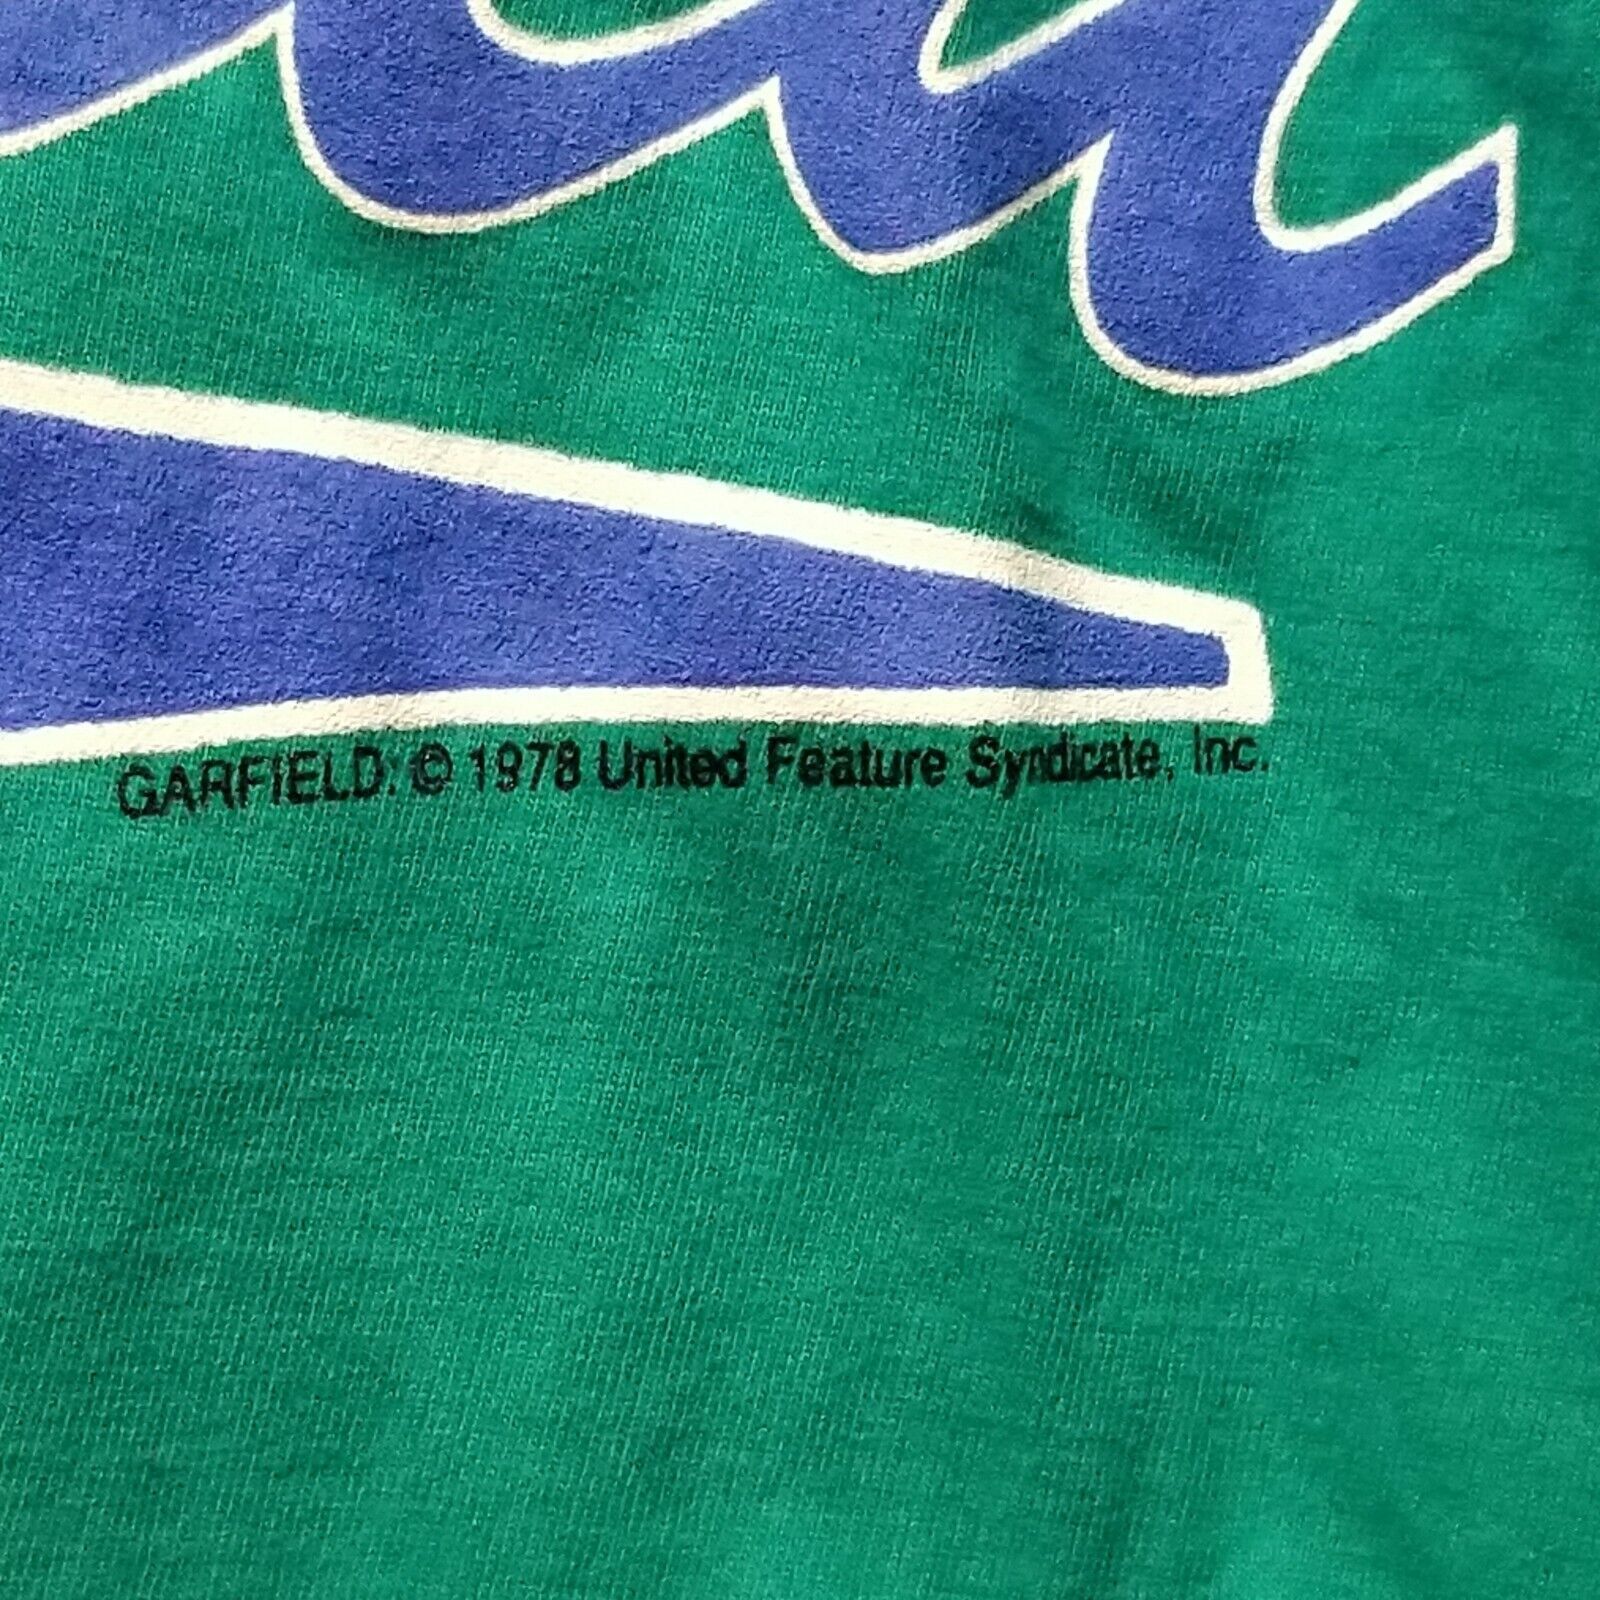 GARFIELD: © 1978 United Feature Syndicate, Inc.